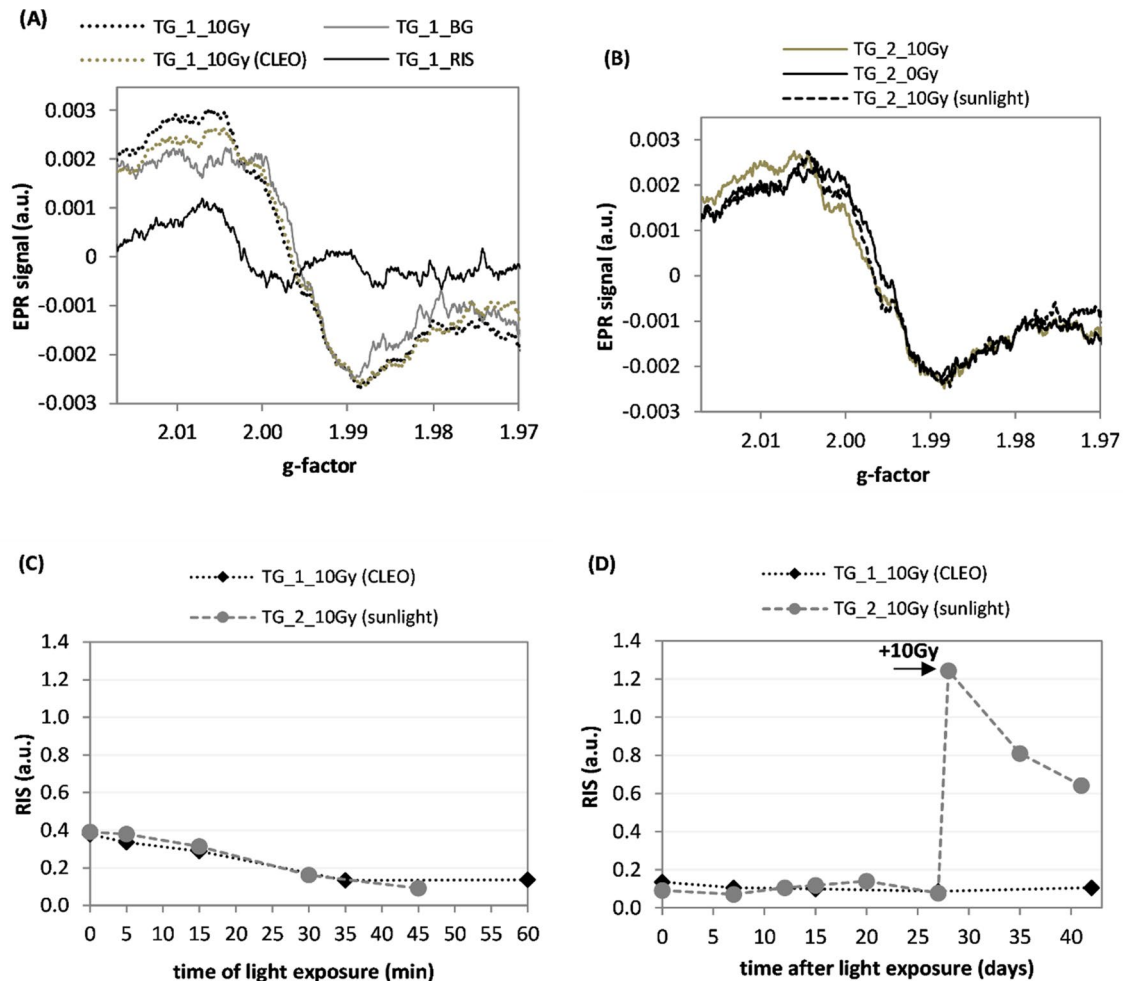 (A)
TG_1_10Gy TG_1_BG
TG_1_10Gy (CLEO) TG_1_RIS
0.003
0.002
0.001
0
-0.001
-0.002
-0.003
EPR signal (a.u.)
2.01 2.00 1.99 1.98 1.97
g-factor
(B)
TG_2_10Gy
TG_2_0Gy
TG_2_10Gy (sunlight)
0.003
0.002
0.001
0
-0.001
-0.002
-0.003
EPR signal (a.u.)
2.01 2.00 1.99 1.98 1.97
g-factor
(C)
TG_1_10Gy (CLEO)
TG_2_10Gy (sunlight)
1.4
1.2
1.0
0.8
0.6
0.4
0.2
0.0
RIS (a.u.)
0 5 10 15 20 25 30 35 40 45 50 55 60
time of light exposure (min)
(D)
TG_1_10Gy (CLEO)
TG_2_10Gy (sunlight)
+10Gy
1.4
1.2
1.0
0.8
0.6
0.4
0.2
0.0
RIS (a.u.)
0 5 10 15 20 25 30 35 40
time after light exposure (days)